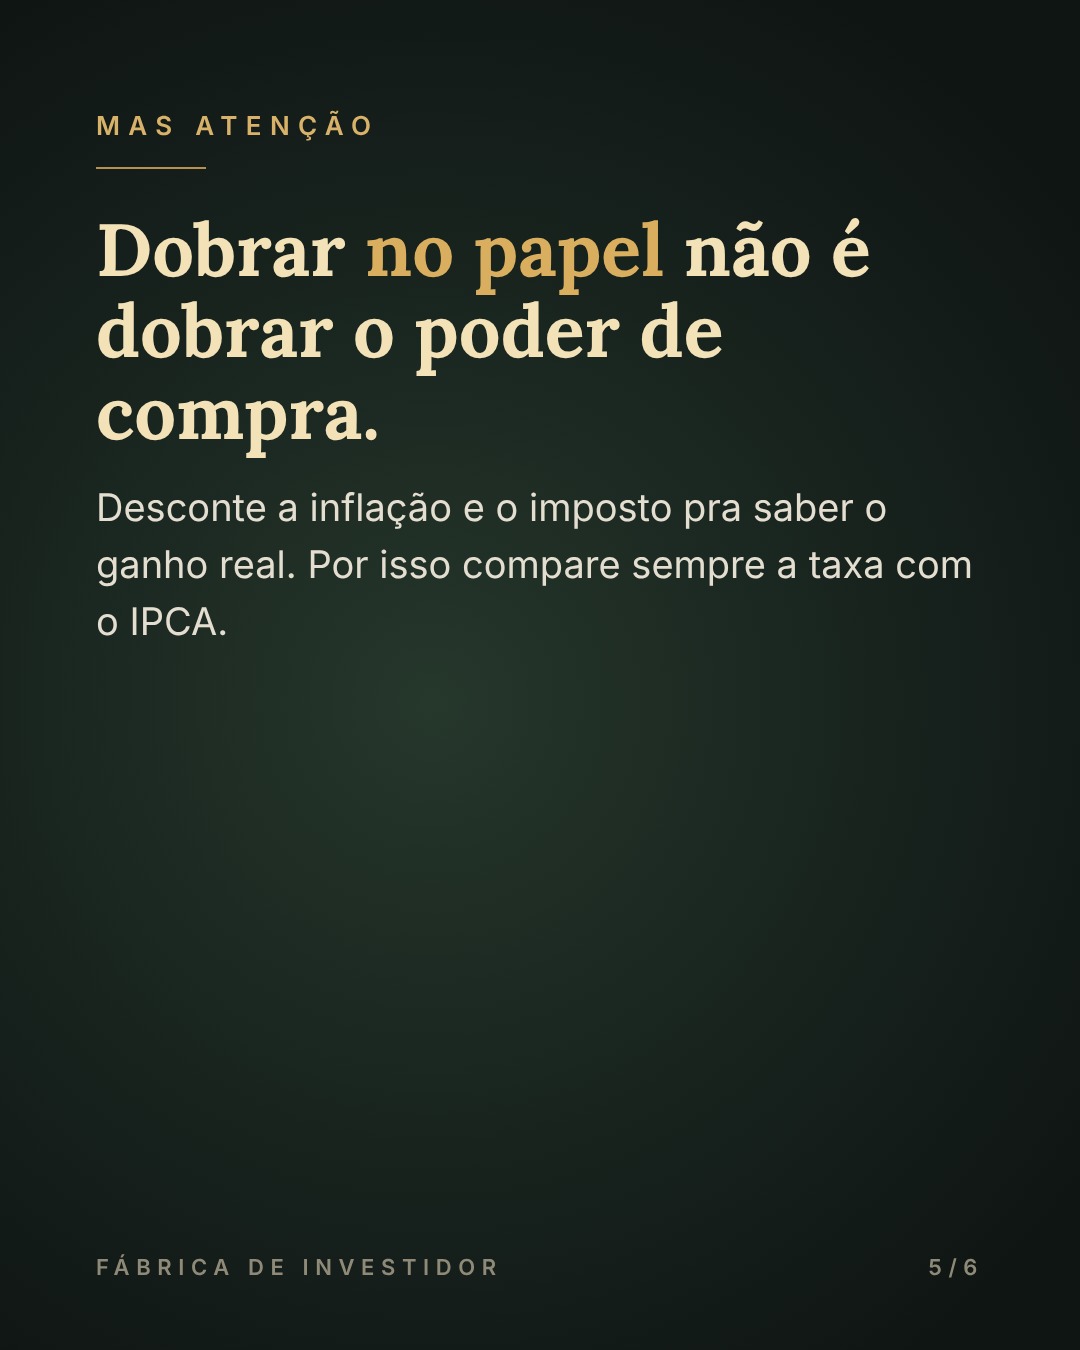 MAS ATENÇÃO
Dobrar no papel não é
dobrar o poder de
compra.
Desconte a inflação e o imposto pra saber o
ganho real. Por isso compare sempre a taxa com
o IPCA.
FÁBRICA DE INVESTIDOR
5/6